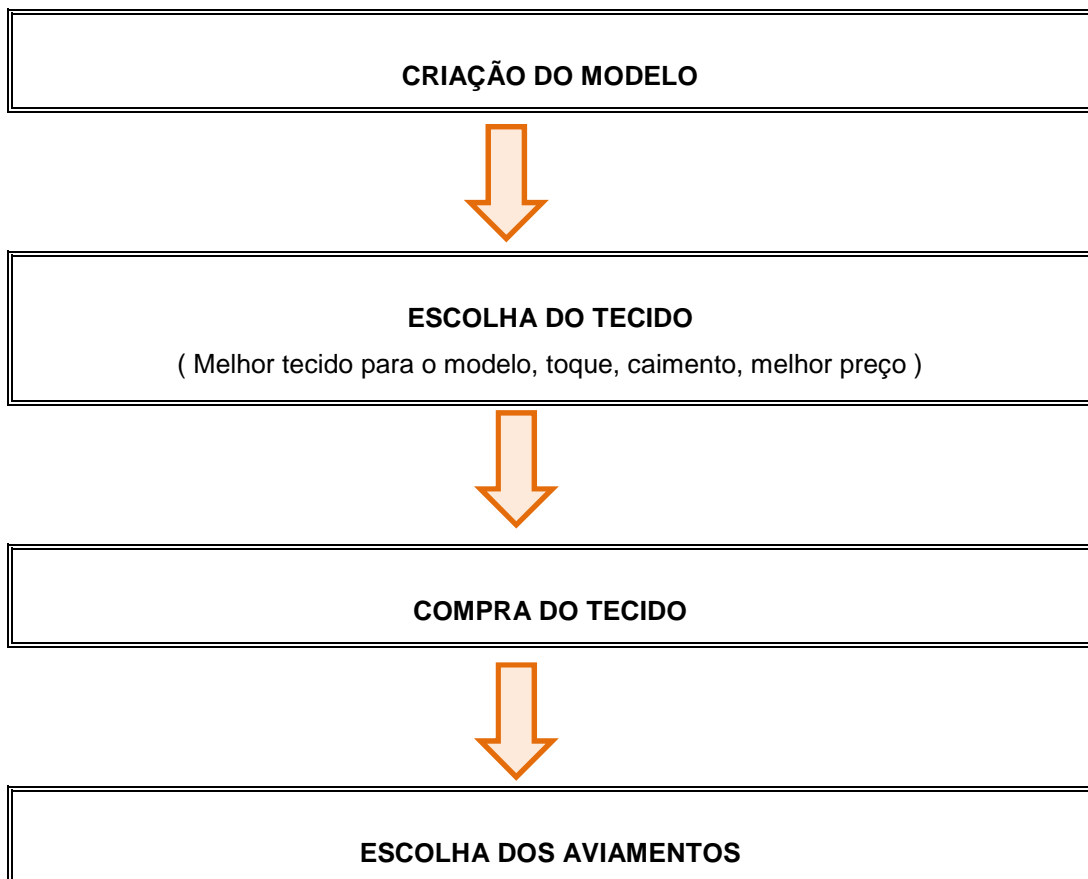 CRIAÇÃO DO MODELO
ESCOLHA DO TECIDO
( Melhor tecido para o modelo, toque, caimento, melhor preço )
COMPRA DO TECIDO
ESCOLHA DOS AVIAMENTOS